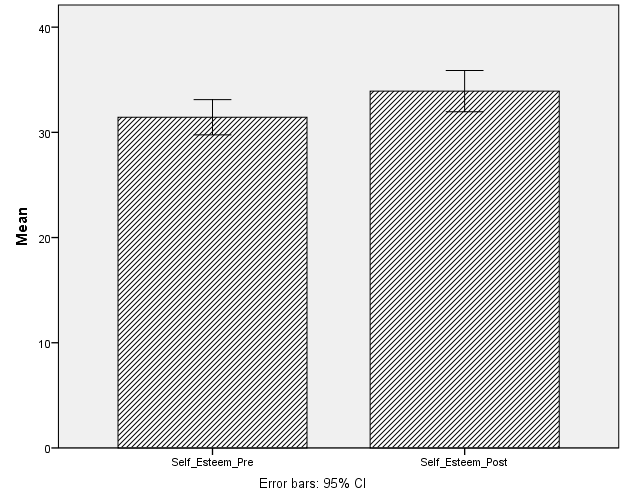 Mean
40
30
20
10
0
Self_Esteem_Pre
Self_Esteem_Post
Error bars: 95% CI